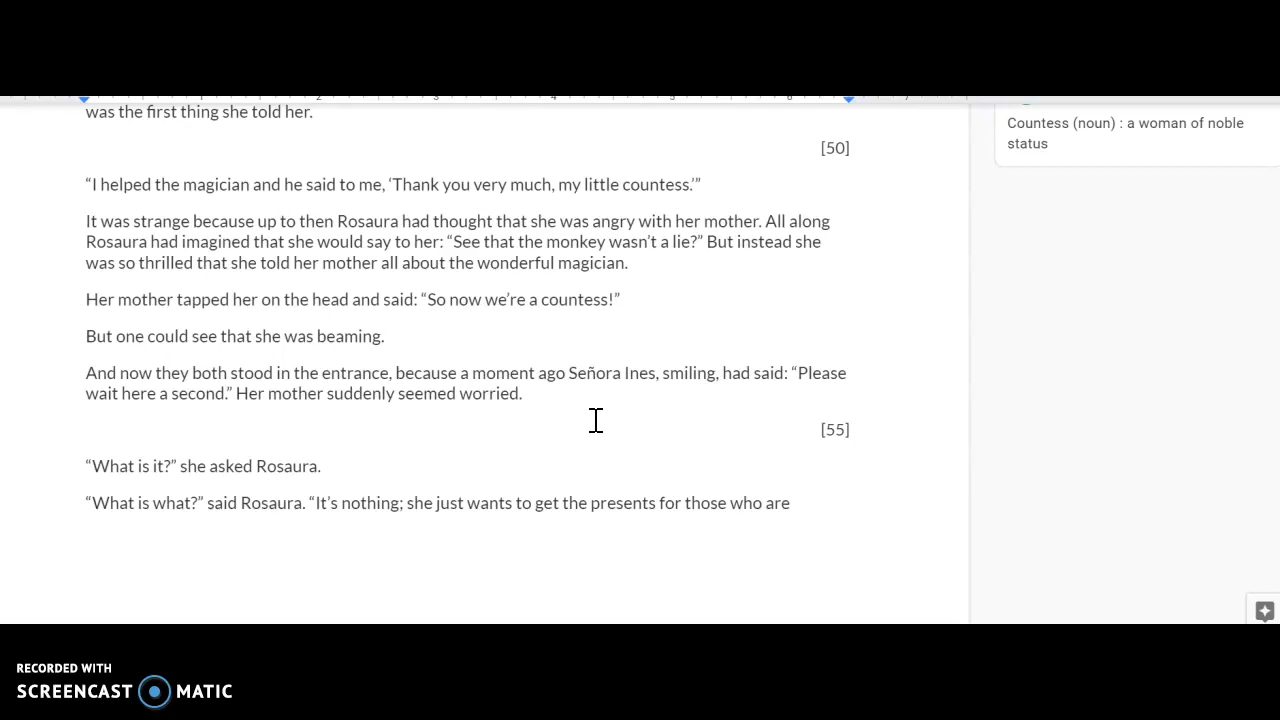 was the first thing she told her.
[50]
“I helped the magician and he said to me, ‘Thank you very much, my little countess.’”
It was strange because up to then Rosaura had thought that she was angry with her mother. All along
Rosaura had imagined that she would say to her: “See that the monkey wasn’t a lie?” But instead she
was so thrilled that she told her mother all about the wonderful magician.
Her mother tapped her on the head and said: “So now we’re a countess!”
But one could see that she was beaming.
And now they both stood in the entrance, because a moment ago Señora Ines, smiling, had said: “Please
wait here a second.” Her mother suddenly seemed worried.
[55]
“What is it?” she asked Rosaura.
“What is what?” said Rosaura. “It’s nothing; she just wants to get the presents for those who are
Countess (noun) : a woman of noble
status
RECORDED WITH
SCREENCAST MATIC